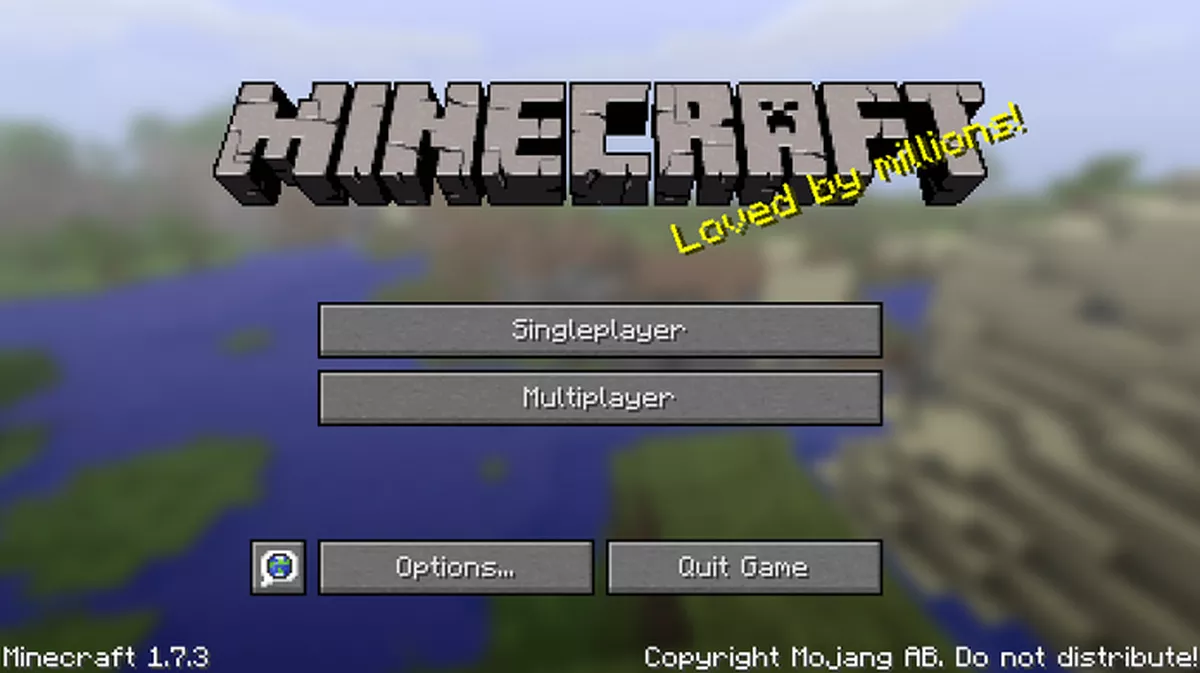 MINECRAFT
Loved by millions!
Singleplayer
Multiplayer
Options...
Quit Game
Minecraft 1.7.3
Copyright Mojang AB. Do not distribute!